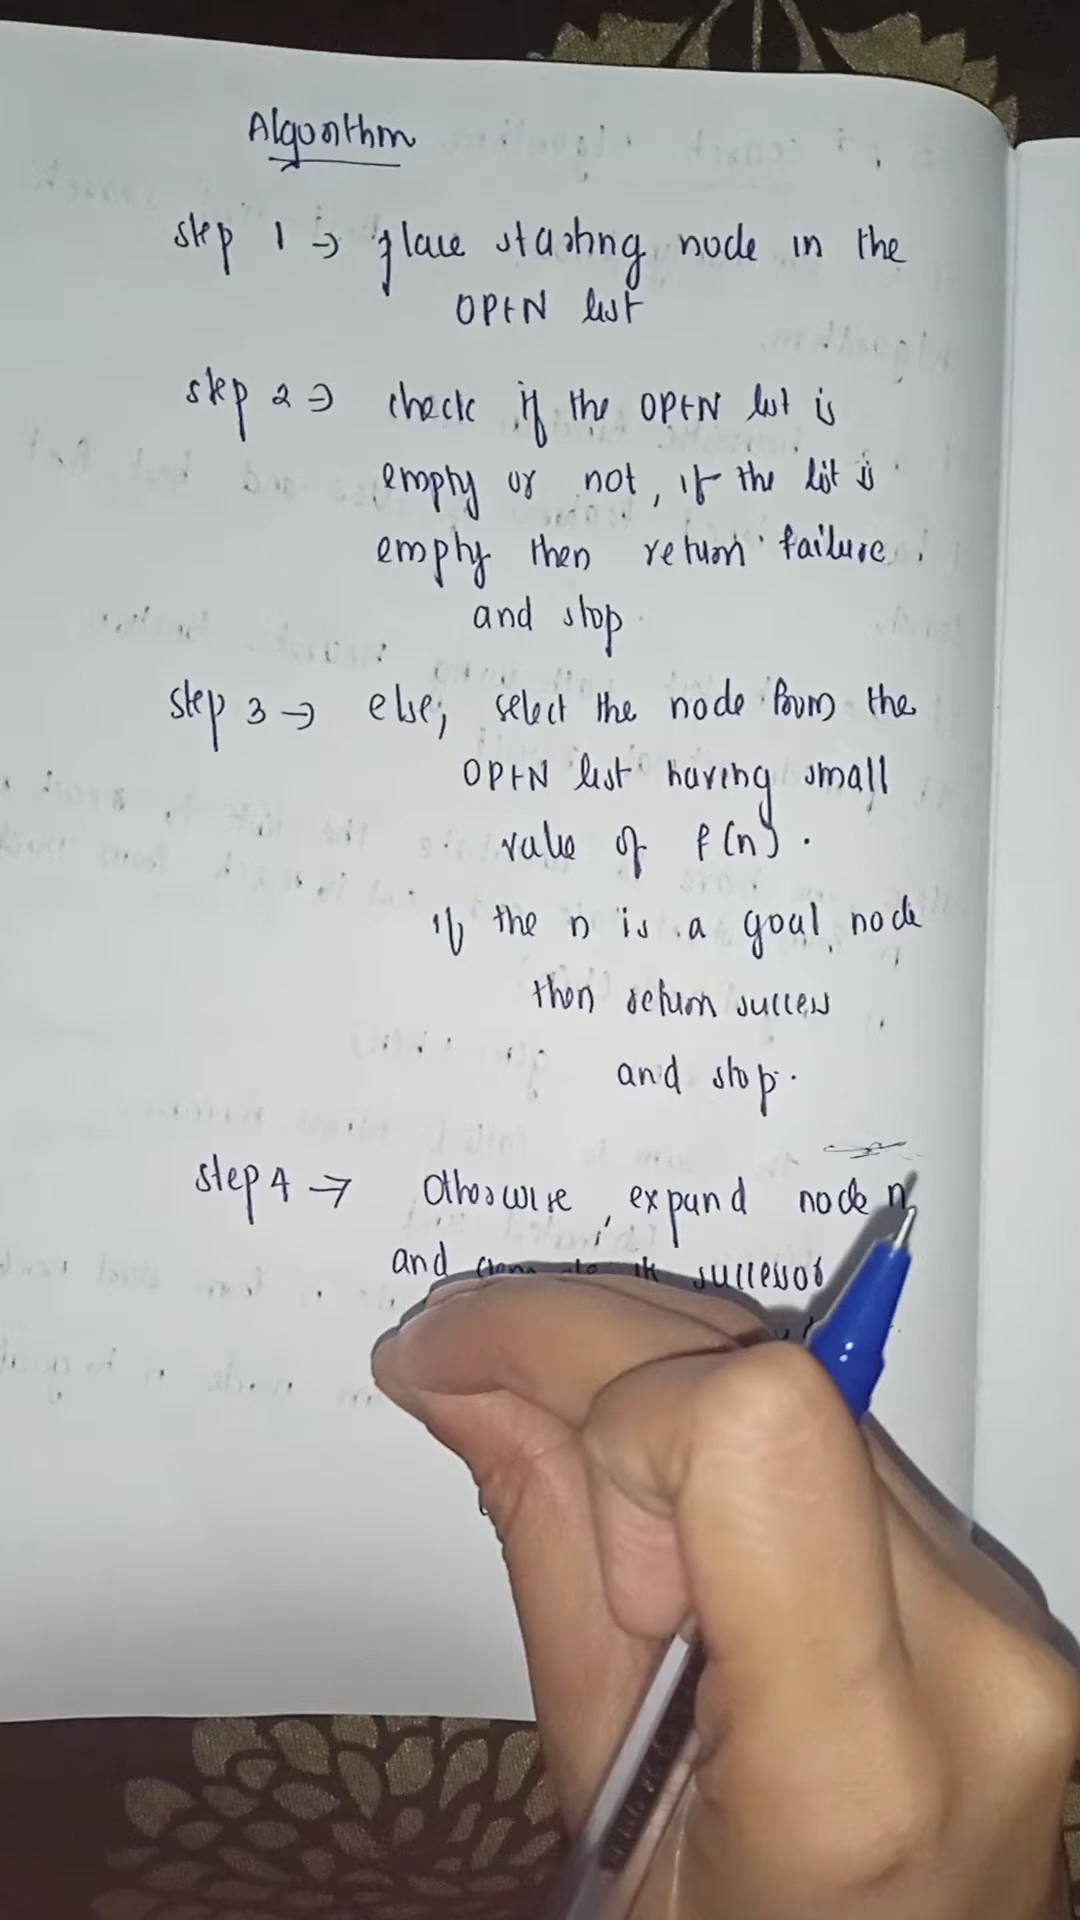 Algorithm
step 1 → place starting node in the
OPEN list
step 2 → check if the OPEN list is
empty or not, if the list is
empty then return failure.
and stop.
step 3 → else, select the node from the
OPEN list having small
value of f(n).
if the n is a goal node
then return success
and stop.
step 4 → Otherwise, expand node n
and successor